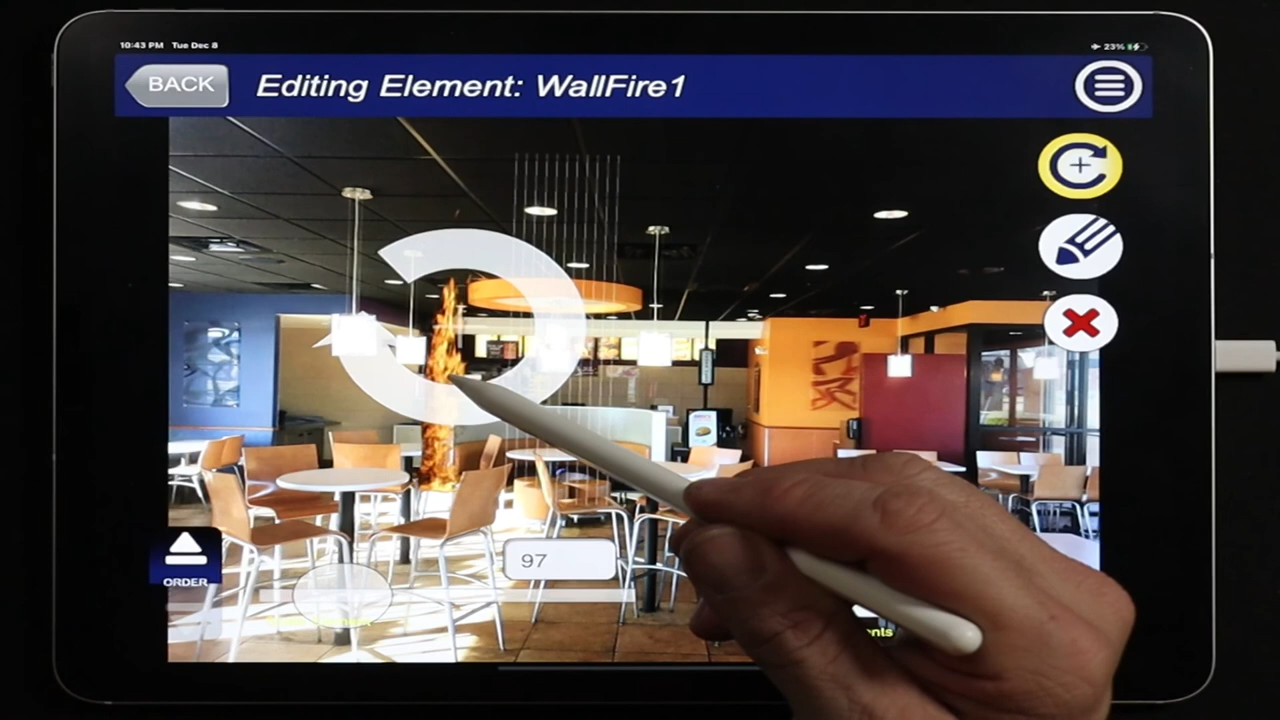 10:43 PM Tue Dec 8
23%
BACK
Editing Element: WallFire1
97
ORDER